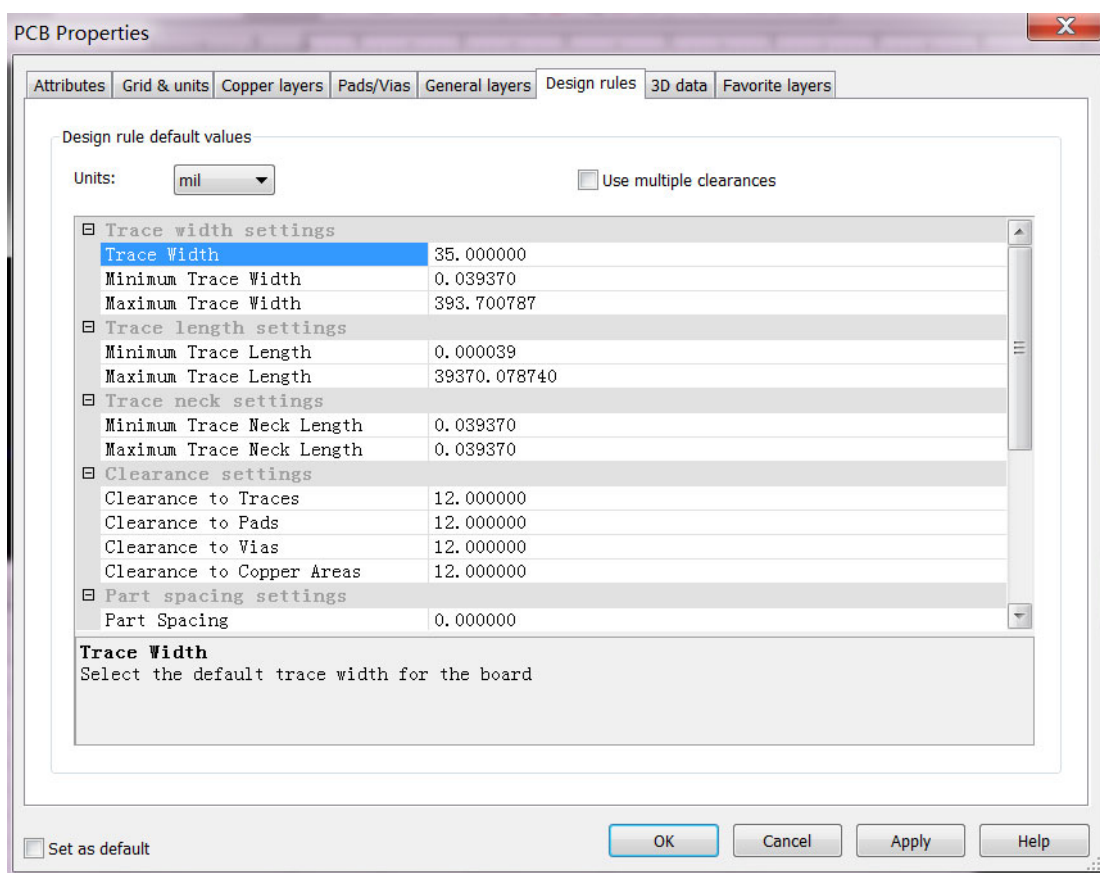 PCB Properties
Attributes Grid & units Copper layers Pads/Vias General layers Design rules 3D data Favorite layers
Design rule default values
Units: mil Use multiple clearances
Trace width settings
Trace Width 35.000000
Minimum Trace Width 0.039370
Maximum Trace Width 393.700787
Trace length settings
Minimum Trace Length 0.000039
Maximum Trace Length 39370.078740
Trace neck settings
Minimum Trace Neck Length 0.039370
Maximum Trace Neck Length 0.039370
Clearance settings
Clearance to Traces 12.000000
Clearance to Pads 12.000000
Clearance to Vias 12.000000
Clearance to Copper Areas 12.000000
Part spacing settings
Part Spacing 0.000000
Trace Width
Select the default trace width for the board
Set as default OK Cancel Apply Help